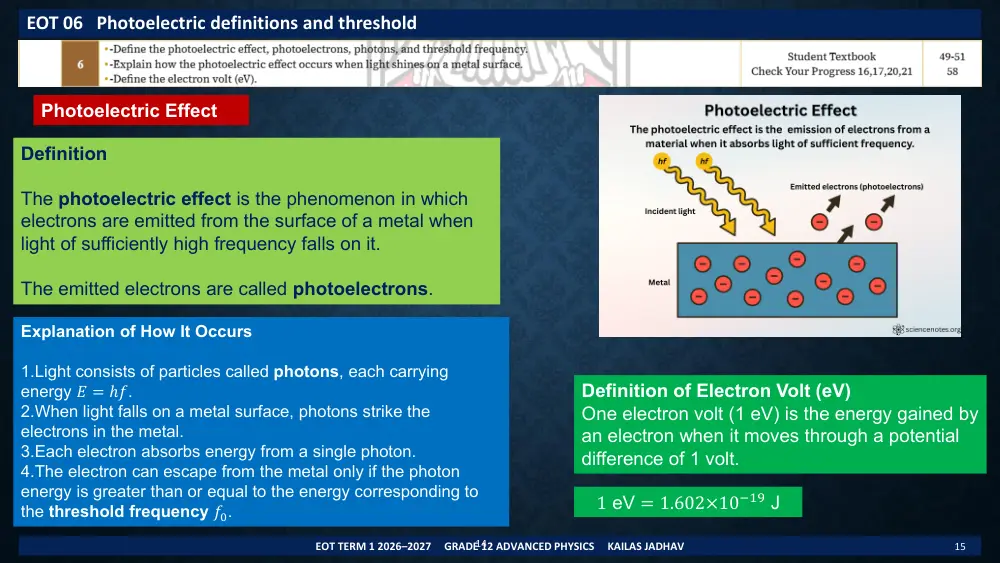 EOT 06 Photoelectric definitions and threshold
6
•-Define the photoelectric effect, photoelectrons, photons, and threshold frequency.
•-Explain how the photoelectric effect occurs when light shines on a metal surface.
•-Define the electron volt (eV).
Student Textbook
Check Your Progress 16,17,20,21
49-51
58
Photoelectric Effect
Definition
The photoelectric effect is the phenomenon in which
electrons are emitted from the surface of a metal when
light of sufficiently high frequency falls on it.
The emitted electrons are called photoelectrons.
Explanation of How It Occurs
1.Light consists of particles called photons, each carrying
energy E = hf.
2.When light falls on a metal surface, photons strike the
electrons in the metal.
3.Each electron absorbs energy from a single photon.
4.The electron can escape from the metal only if the photon
energy is greater than or equal to the energy corresponding to
the threshold frequency f₀.
Photoelectric Effect
The photoelectric effect is the emission of electrons from a
material when it absorbs light of sufficient frequency.
hf
hf
Emitted electrons (photoelectrons)
Incident light
Metal
sciencenotes.org
Definition of Electron Volt (eV)
One electron volt (1 eV) is the energy gained by
an electron when it moves through a potential
difference of 1 volt.
1 eV = 1.602×10⁻¹⁹ J
EOT TERM 1 2026–2027 GRADE 12 ADVANCED PHYSICS KAILAS JADHAV
14
15